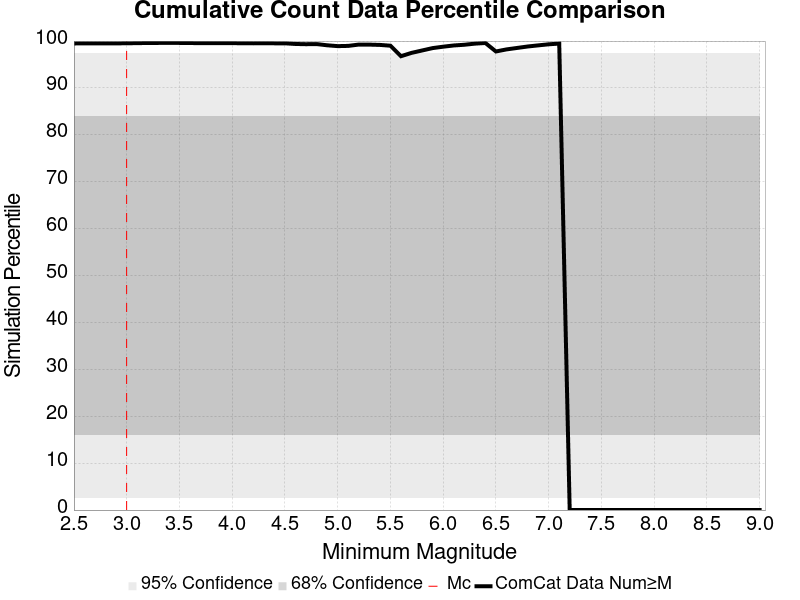 Cumulative Count Data Percentile Comparison
Simulation Percentile
100
90
80
70
60
50
40
30
20
10
0
2.5 3.0 3.5 4.0 4.5 5.0 5.5 6.0 6.5 7.0 7.5 8.0 8.5 9.0
Minimum Magnitude
95% Confidence 68% Confidence Mc ComCat Data Num≥M